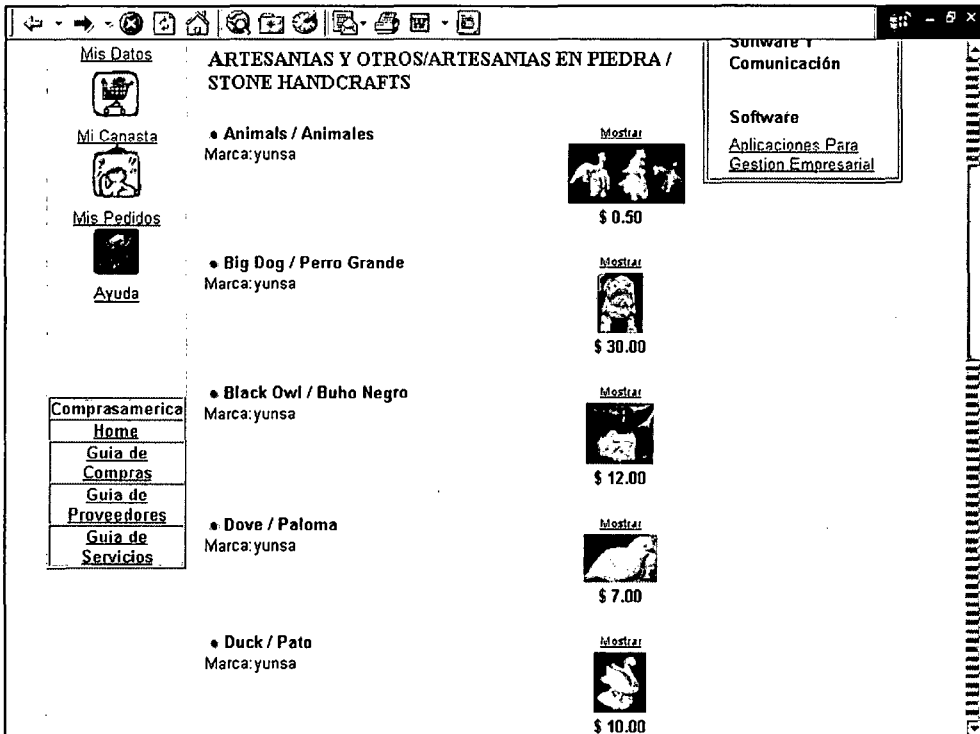 Mis Datos
Mi Canasta
Mis Pedidos
Ayuda
Comprasamerica
Home
Guia de
Compras
Guia de
Proveedores
Guia de
Servicios
ARTESANIAS Y OTROS/ARTESANIAS EN PIEDRA /
STONE HANDCRAFTS
• Animals / Animales
Marca:yunsa
Mostrar
$ 0.50
• Big Dog / Perro Grande
Marca:yunsa
Mostrar
$ 30.00
• Black Owl / Buho Negro
Marca:yunsa
Mostrar
$ 12.00
• Dove / Paloma
Marca:yunsa
Mostrar
$ 7.00
• Duck / Pato
Marca:yunsa
Mostrar
$ 10.00
Software Y
Comunicación
Software
Aplicaciones Para
Gestion Empresarial